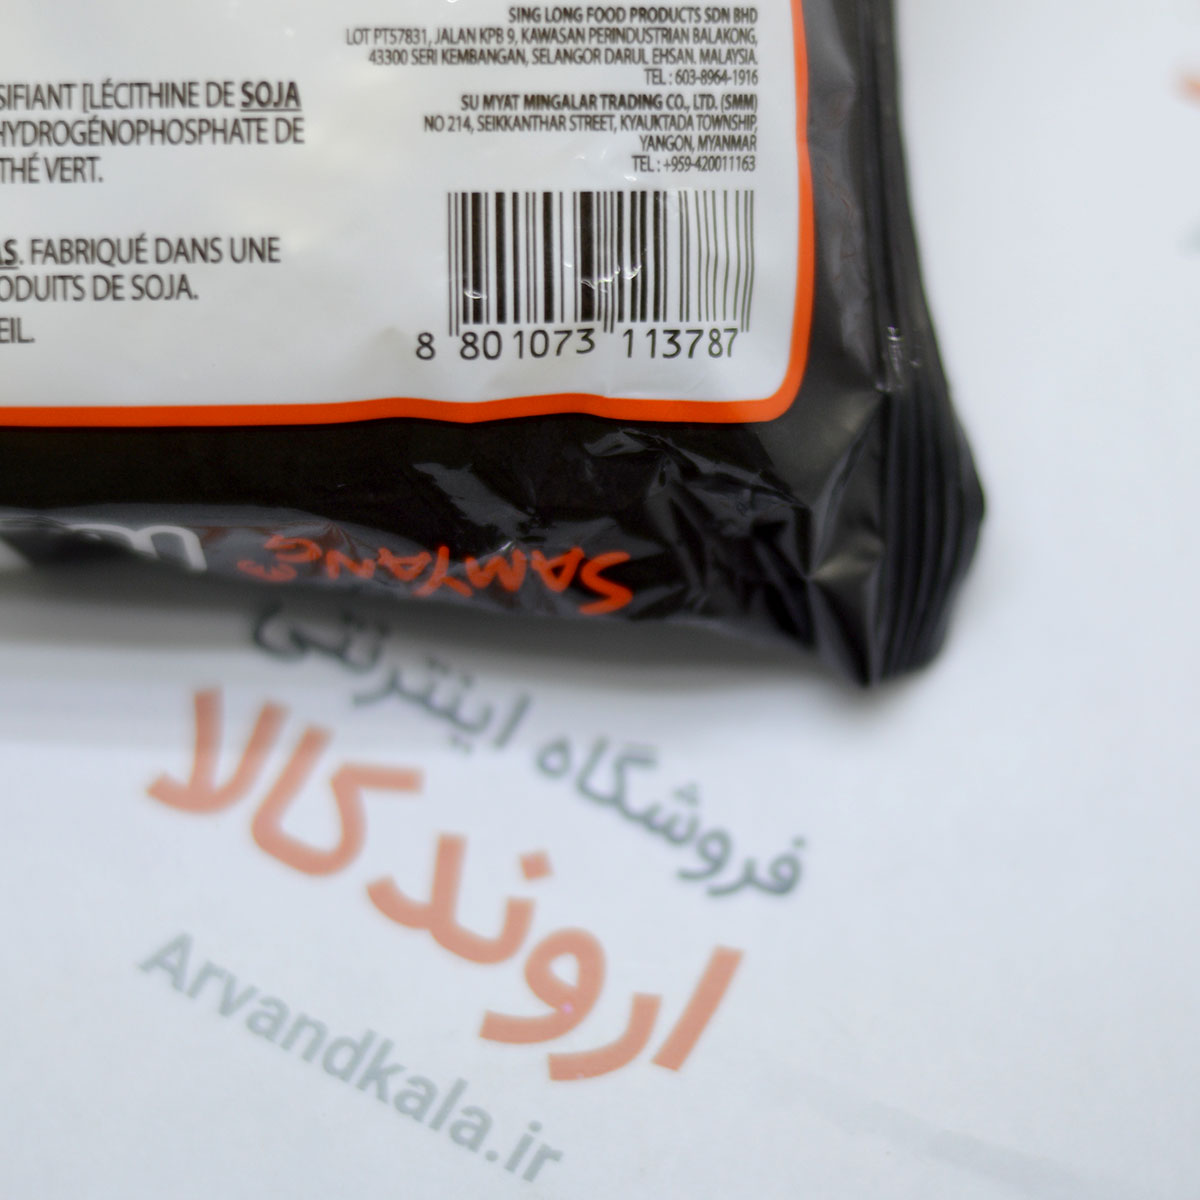 SING LONG FOOD PRODUCTS SDN BHD
LOT PT57831, JALAN KPB 9, KAWASAN PERINDUSTRIAN BALAKONG,
43300 SERI KEMBANGAN, SELANGOR DARUL EHSAN. MALAYSIA.
TEL : 603-8964-1916
SU MYAT MINGALAR TRADING CO., LTD. (SMM)
NO 214, SEIKKANTHAR STREET, KYAUKTADA TOWNSHIP,
YANGON, MYANMAR
TEL : +959-420011163
SIFIANT [LÉCITHINE DE SOJA
HYDROGÉNOPHOSPHATE DE
THÉ VERT.
AS. FABRIQUÉ DANS UNE
ODUITS DE SOJA.
EIL.
8 801073 113787
SAMYANG
فروشگاه اینترنتی
اروندکالا
Arvandkala.ir